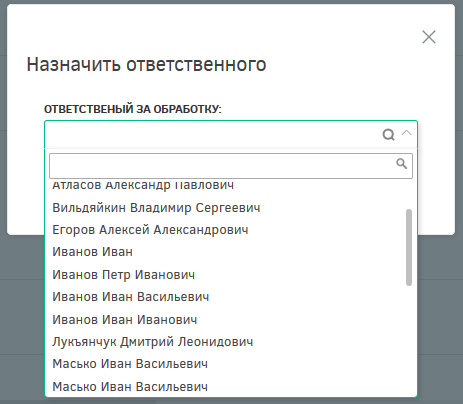 Назначить ответственного
ОТВЕТСТВЕНЫЙ ЗА ОБРАБОТКУ:
Атласов Александр Павлович
Вильдяйкин Владимир Сергеевич
Егоров Алексей Александрович
Иванов Иван
Иванов Петр Иванович
Иванов Иван Васильевич
Иванов Иван Иванович
Лукъянчук Дмитрий Леонидович
Масько Иван Васильевич
Масько Иван Васильевич